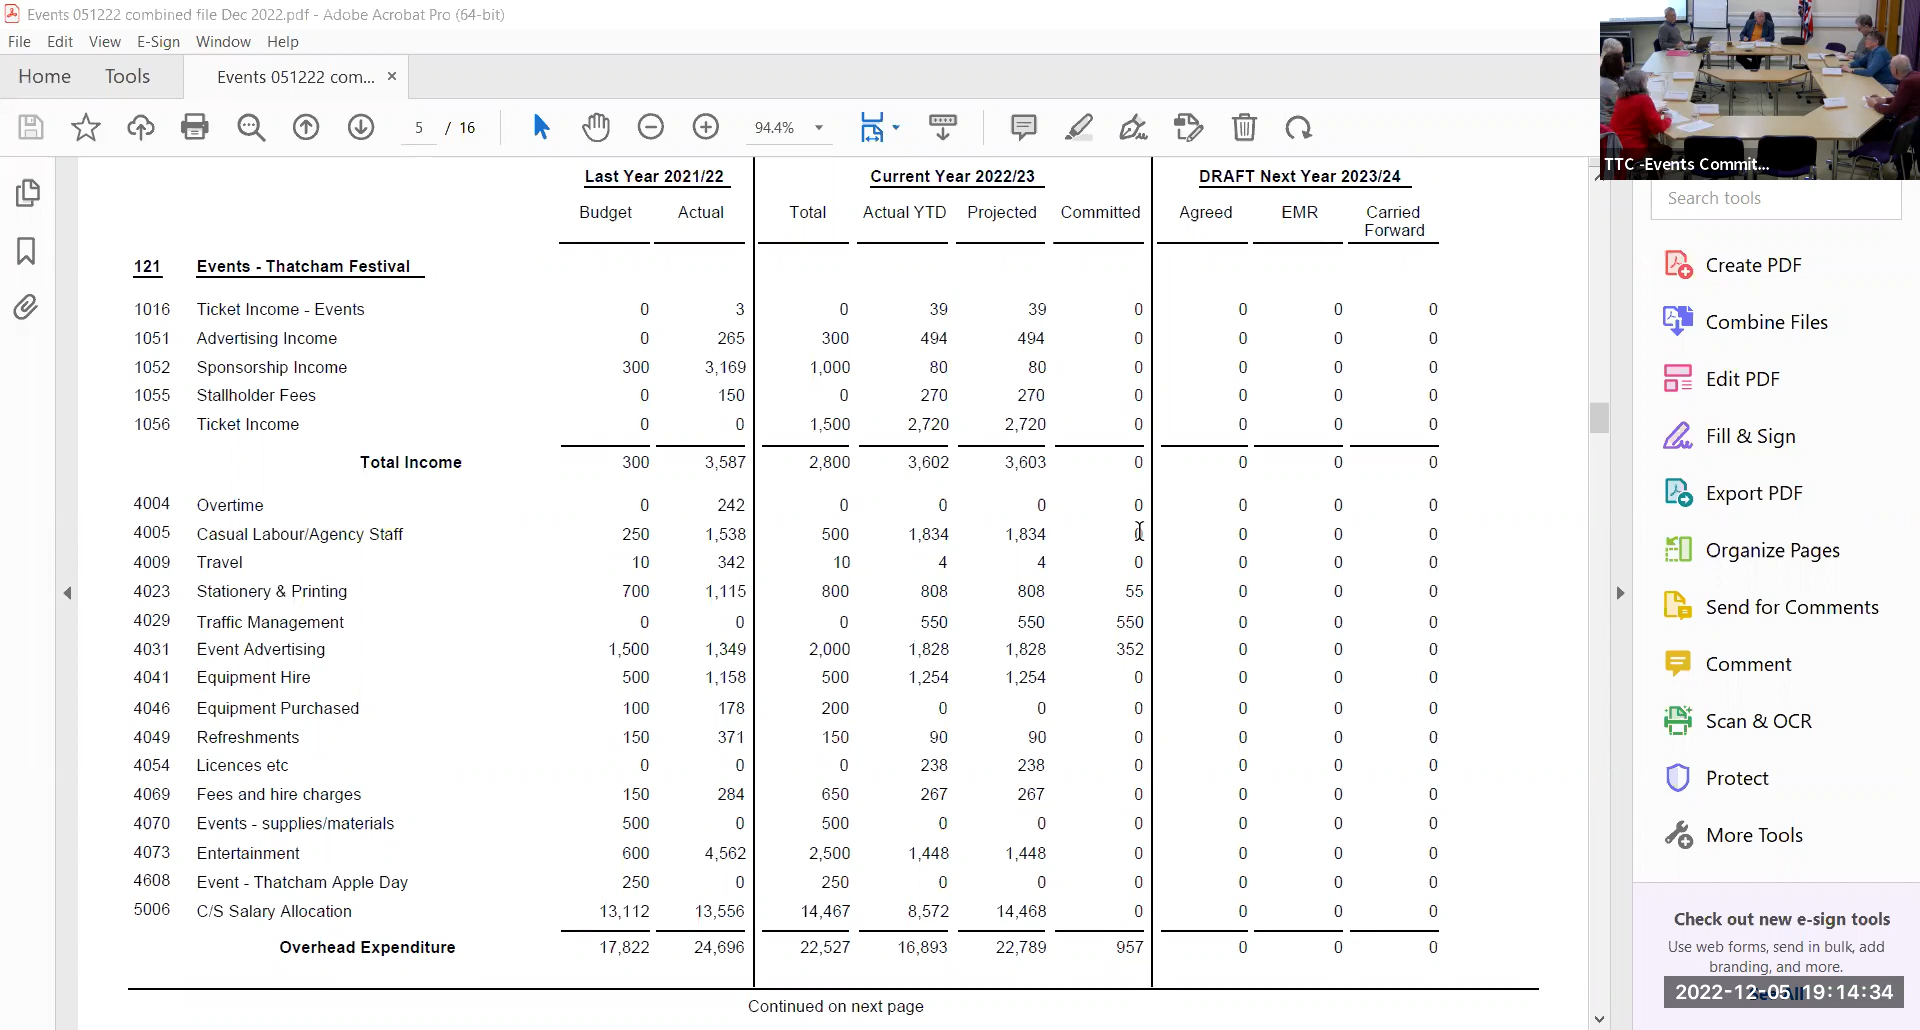 Events 051222 combined file Dec 2022.pdf - Adobe Acrobat Pro (64-bit)
File Edit View E-Sign Window Help
Home Tools Events 051222 com... ×
5 / 16 94.4%
TTC -Events Commit...
Search tools
Last Year 2021/22 Current Year 2022/23 DRAFT Next Year 2023/24
Budget Actual Total Actual YTD Projected Committed Agreed EMR Carried Forward
121 Events - Thatcham Festival
1016 Ticket Income - Events 0 3 0 39 39 0 0 0 0
1051 Advertising Income 0 265 300 494 494 0 0 0 0
1052 Sponsorship Income 300 3,169 1,000 80 80 0 0 0 0
1055 Stallholder Fees 0 150 0 270 270 0 0 0 0
1056 Ticket Income 0 0 1,500 2,720 2,720 0 0 0 0
Total Income 300 3,587 2,800 3,602 3,603 0 0 0 0
4004 Overtime 0 242 0 0 0 0 0 0 0
4005 Casual Labour/Agency Staff 250 1,538 500 1,834 1,834 0 0 0 0
4009 Travel 10 342 10 4 4 0 0 0 0
4023 Stationery & Printing 700 1,115 800 808 808 55 0 0 0
4029 Traffic Management 0 0 0 550 550 550 0 0 0
4031 Event Advertising 1,500 1,349 2,000 1,828 1,828 352 0 0 0
4041 Equipment Hire 500 1,158 500 1,254 1,254 0 0 0 0
4046 Equipment Purchased 100 178 200 0 0 0 0 0 0
4049 Refreshments 150 371 150 90 90 0 0 0 0
4054 Licences etc 0 0 0 238 238 0 0 0 0
4069 Fees and hire charges 150 284 650 267 267 0 0 0 0
4070 Events - supplies/materials 500 0 500 0 0 0 0 0 0
4073 Entertainment 600 4,562 2,500 1,448 1,448 0 0 0 0
4608 Event - Thatcham Apple Day 250 0 250 0 0 0 0 0 0
5006 C/S Salary Allocation 13,112 13,556 14,467 8,572 14,468 0 0 0 0
Overhead Expenditure 17,822 24,696 22,527 16,893 22,789 957 0 0 0
Continued on next page
Create PDF
Combine Files
Edit PDF
Fill & Sign
Export PDF
Organize Pages
Send for Comments
Comment
Scan & OCR
Protect
More Tools
Check out new e-sign tools
Use web forms, send in bulk, add
branding, and more.
2022-12-05 19:14:34